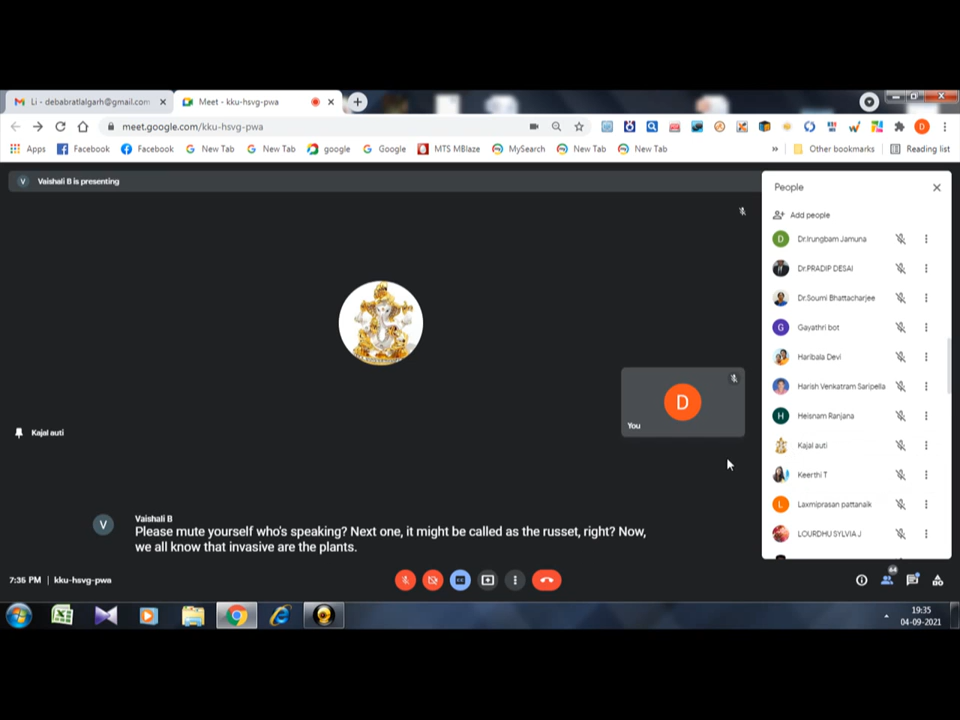 Li - debabratlalgarh@gmail.com
Meet - kku-hsvg-pwa
meet.google.com/kku-hsvg-pwa
Apps Facebook Facebook New Tab New Tab google Google MTS MBlaze MySearch New Tab New Tab » Other bookmarks Reading list
V Vaishali B is presenting
People
Add people
D Dr.Irungbam Jamuna
Dr.PRADIP DESAI
Dr.Soumi Bhattacharjee
G Gayathri bot
Haribala Devi
Harish Venkatram Saripella
H Heisnam Ranjana
Kajal auti
Keerthi T
L Laxmiprasan pattanaik
LOURDHU SYLVIA J
D
You
Kajal auti
V Vaishali B
Please mute yourself who's speaking? Next one, it might be called as the russet, right? Now,
we all know that invasive are the plants.
7:35 PM | kku-hsvg-pwa
19:35
04-09-2021